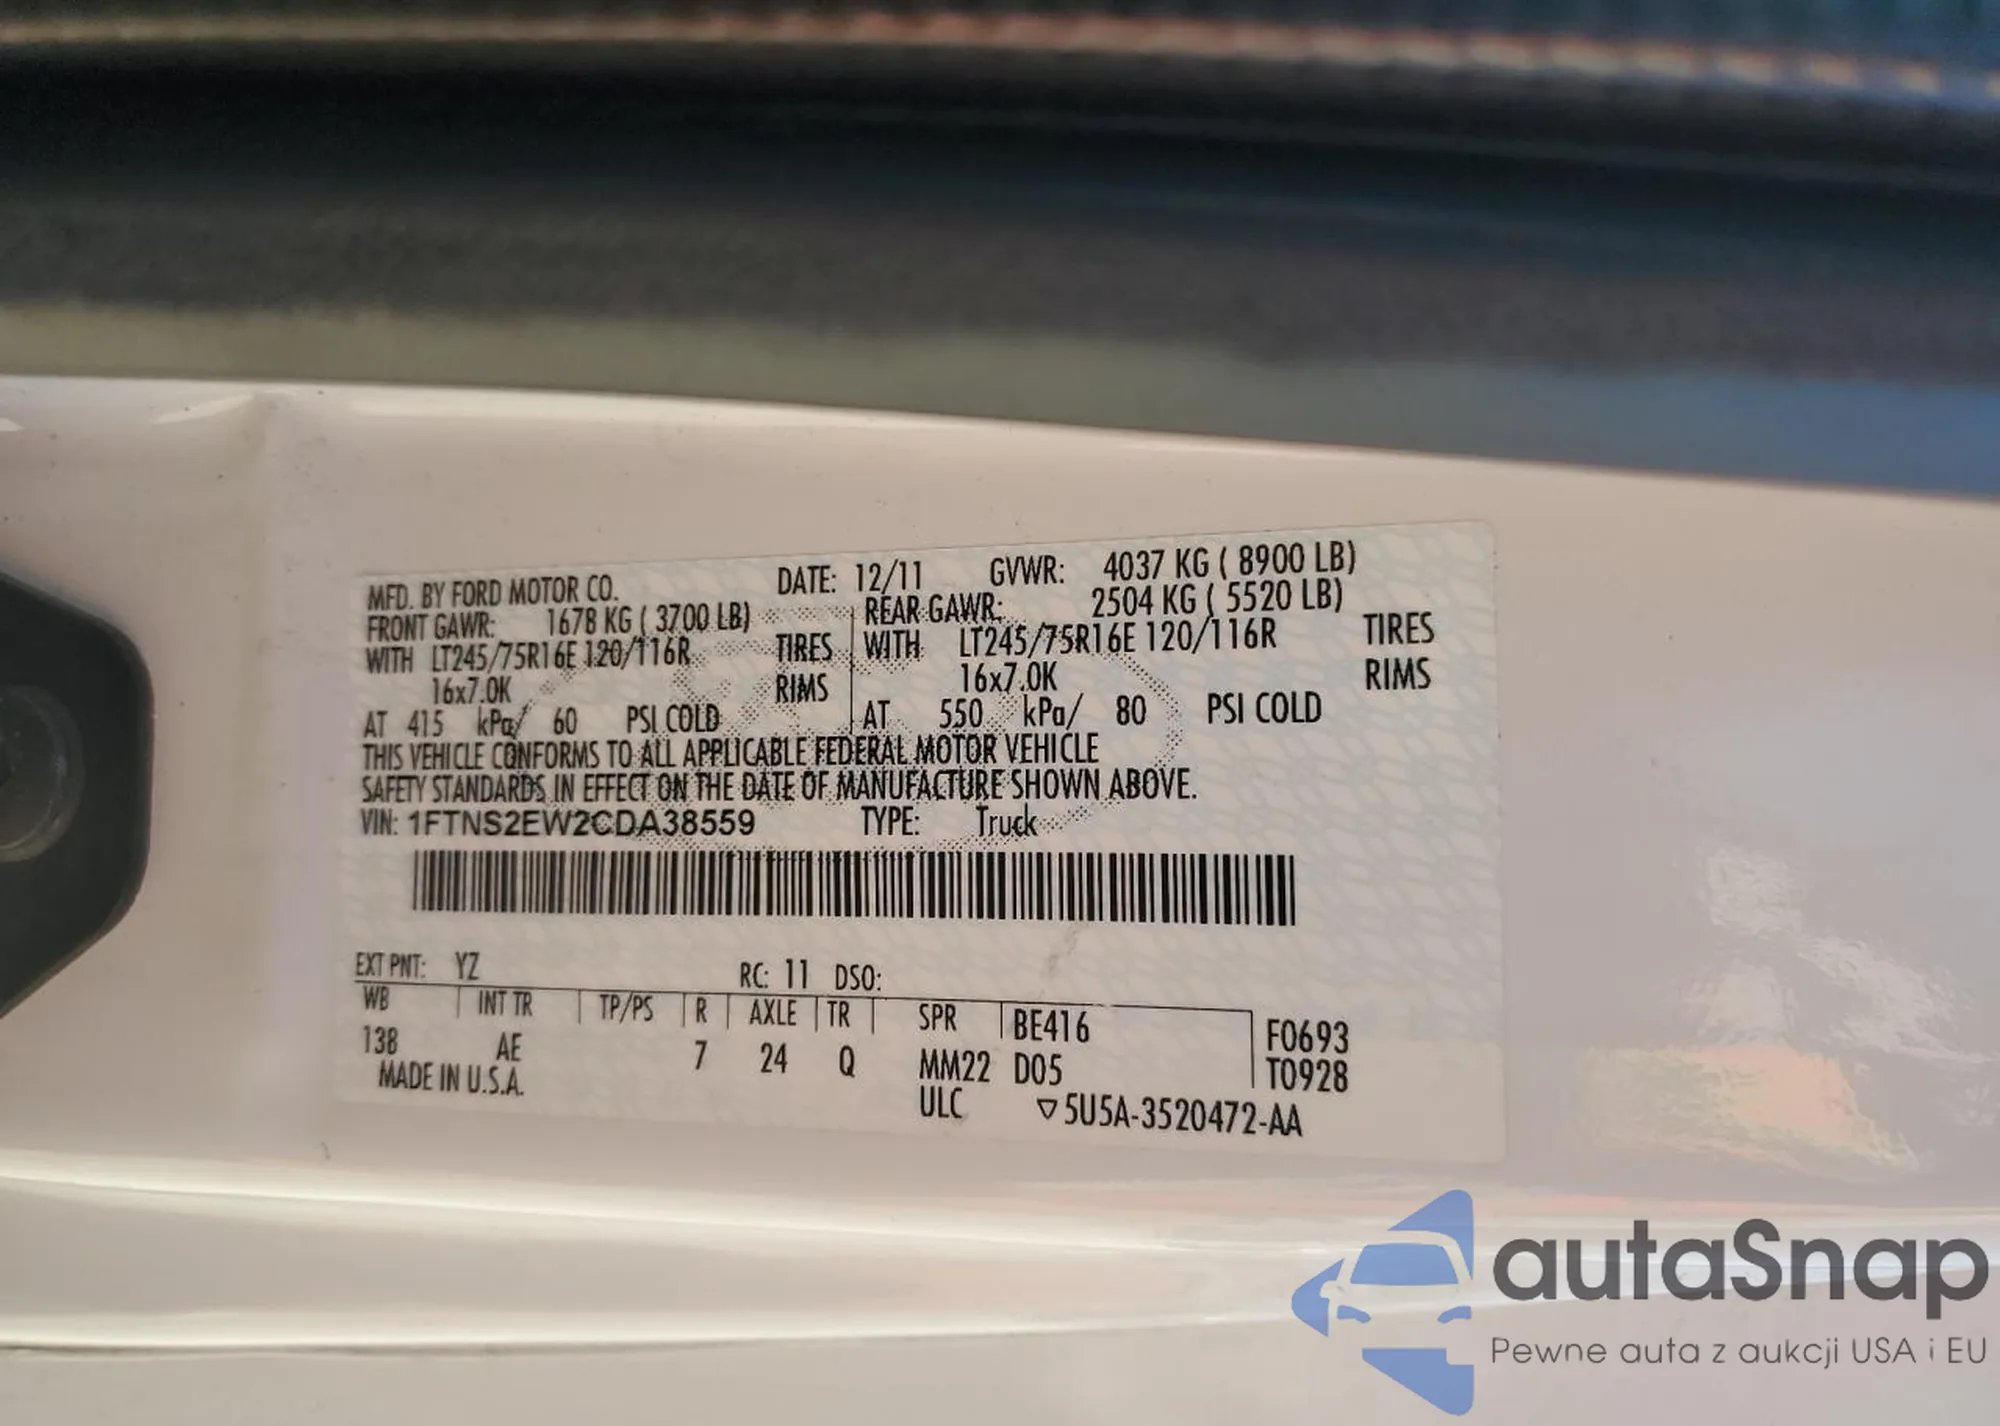 MFD. BY FORD MOTOR CO. DATE: 12/11 GVWR: 4037 KG ( 8900 LB)
FRONT GAWR: 1678 KG ( 3700 LB) REAR GAWR: 2504 KG ( 5520 LB)
WITH LT245/75R16E 120/116R TIRES WITH LT245/75R16E 120/116R TIRES
16x7.0K RIMS 16x7.0K RIMS
AT 415 kPa/ 60 PSI COLD AT 550 kPa/ 80 PSI COLD
THIS VEHICLE CONFORMS TO ALL APPLICABLE FEDERAL MOTOR VEHICLE
SAFETY STANDARDS IN EFFECT ON THE DATE OF MANUFACTURE SHOWN ABOVE.
VIN: 1FTNS2EW2CDA38559 TYPE: Truck
EXT PNT: YZ RC: 11 DSO:
WB INT TR TP/PS R AXLE TR SPR BE416 F0693
138 AE 7 24 Q MM22 D05 T0928
MADE IN U.S.A. ULC ▽5U5A-3520472-AA
autaSnap
Pewne auta z aukcji USA i EU